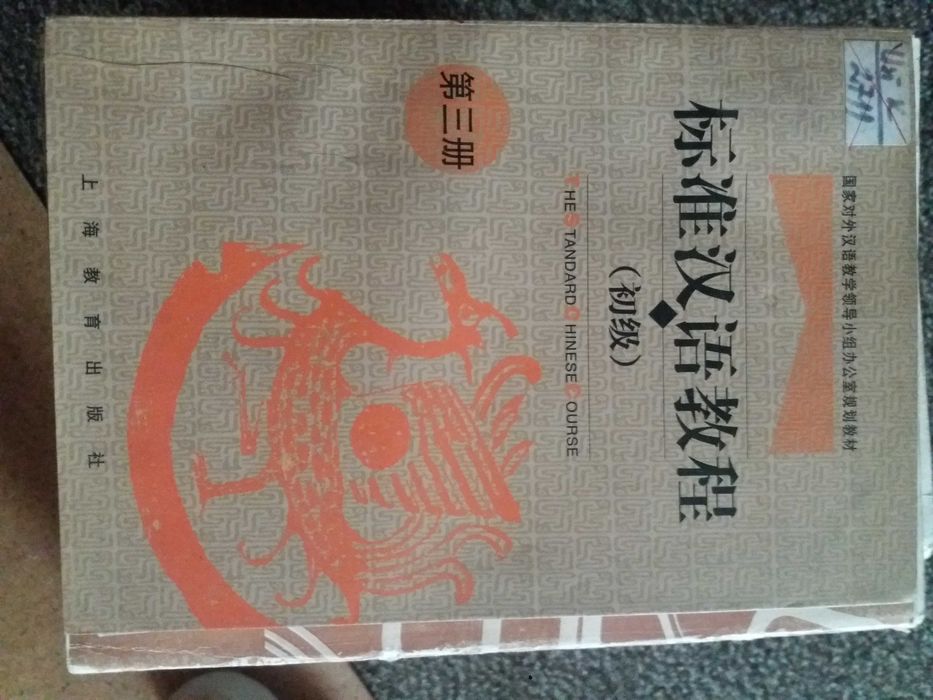 国家对外汉语教学领导小组办公室规划教材
标准汉语教程
(初级)
THE STANDARD CHINESE COURSE
第三册
上海教育出版社